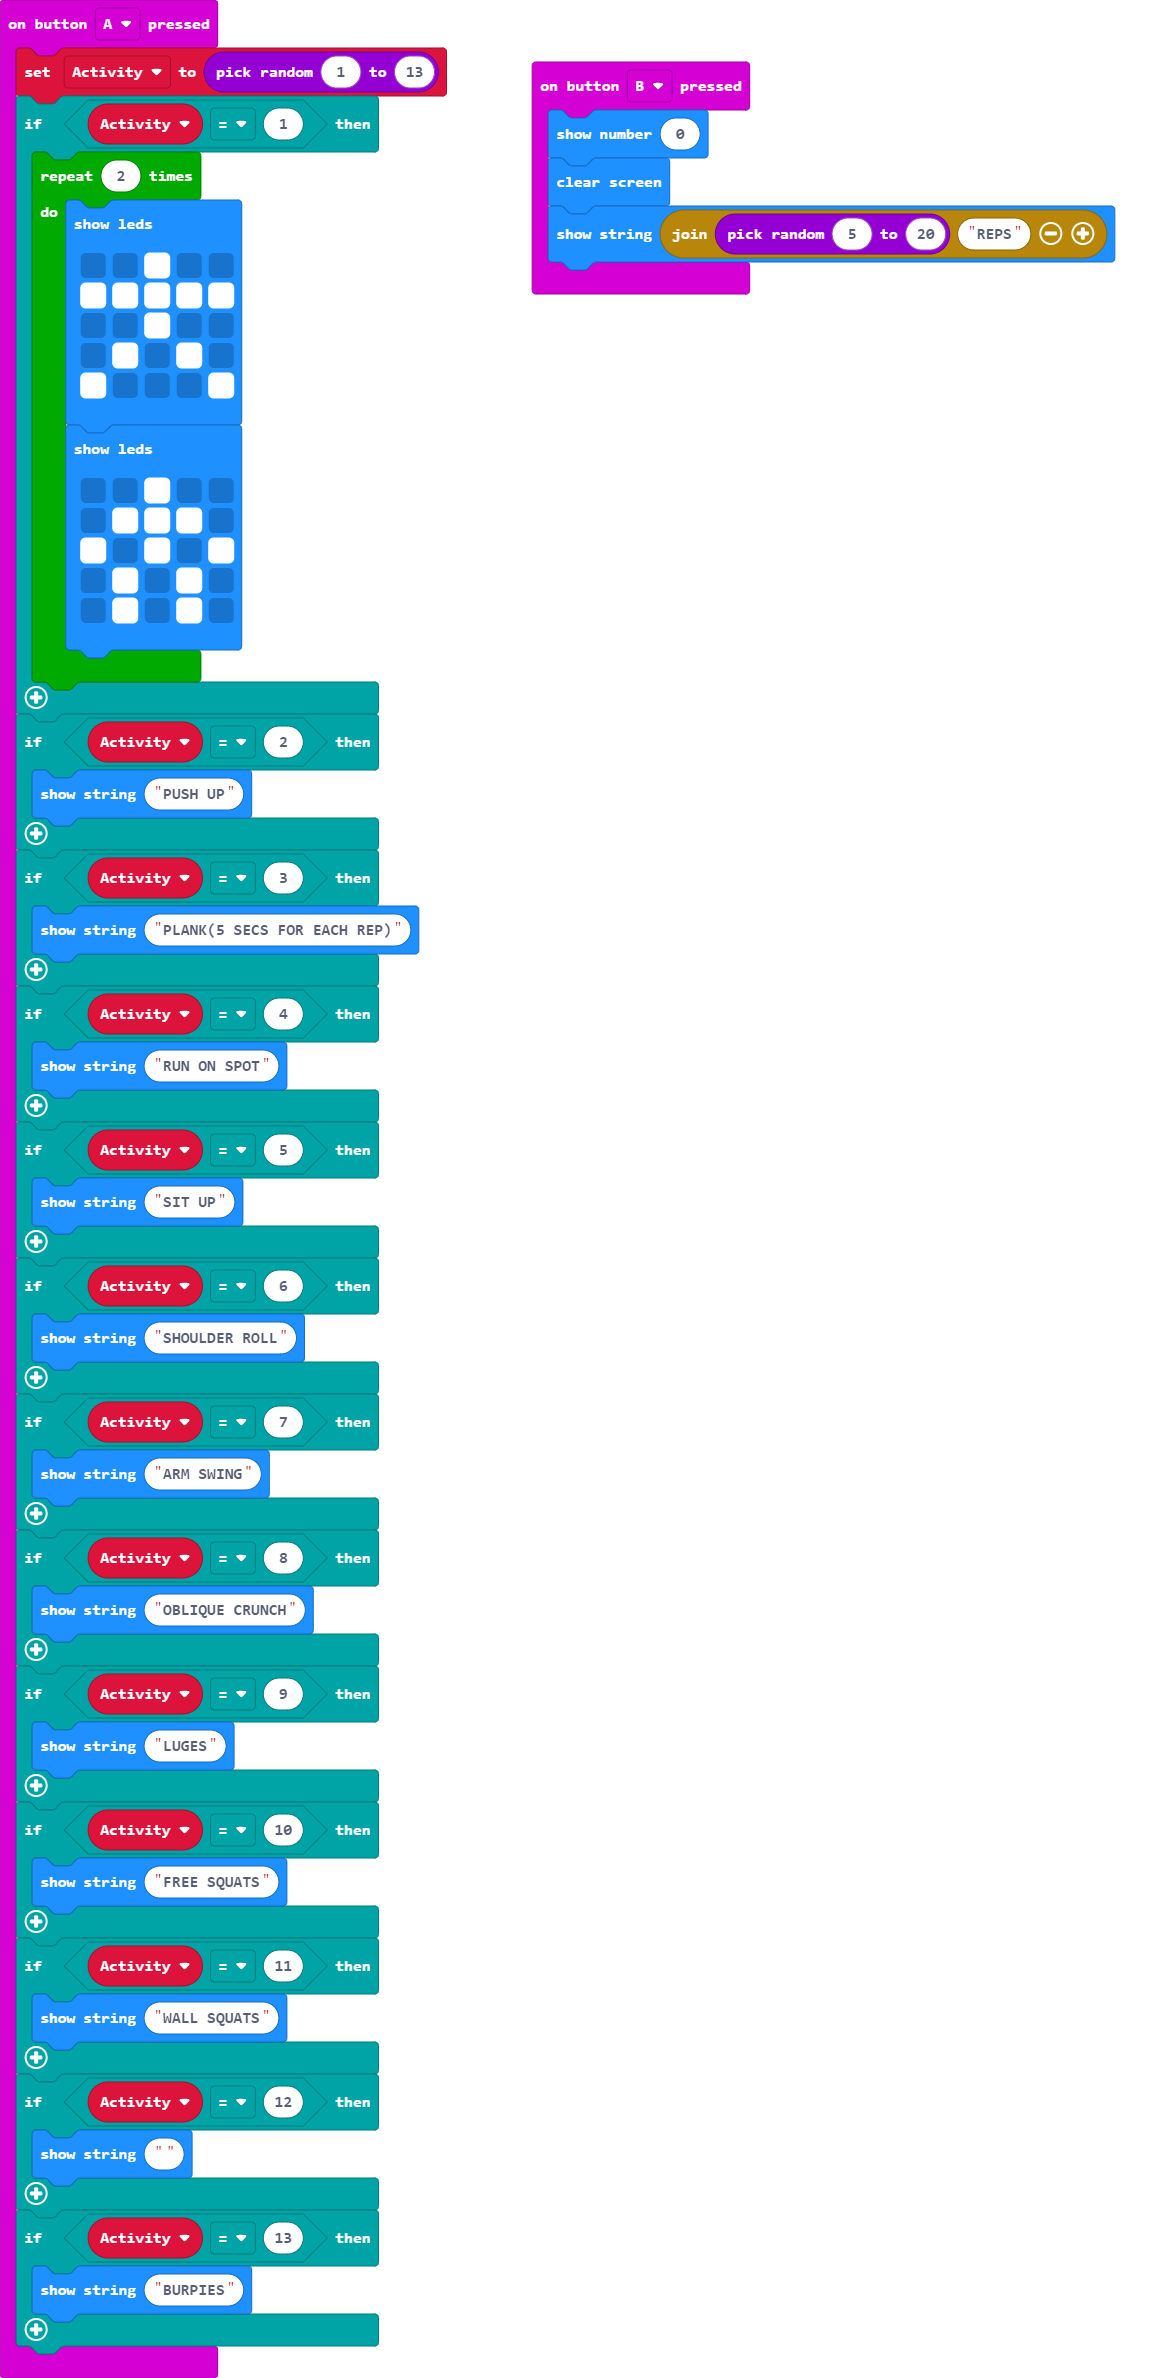 on button A pressed
set Activity to pick random 1 to 13
if Activity = 1 then
repeat 2 times
do show leds
show leds
if Activity = 2 then
show string "PUSH UP"
if Activity = 3 then
show string "PLANK(5 SECS FOR EACH REP)"
if Activity = 4 then
show string "RUN ON SPOT"
if Activity = 5 then
show string "SIT UP"
if Activity = 6 then
show string "SHOULDER ROLL"
if Activity = 7 then
show string "ARM SWING"
if Activity = 8 then
show string "OBLIQUE CRUNCH"
if Activity = 9 then
show string "LUGES"
if Activity = 10 then
show string "FREE SQUATS"
if Activity = 11 then
show string "WALL SQUATS"
if Activity = 12 then
show string " "
if Activity = 13 then
show string "BURPIES"
on button B pressed
show number 0
clear screen
show string join pick random 5 to 20 "REPS"